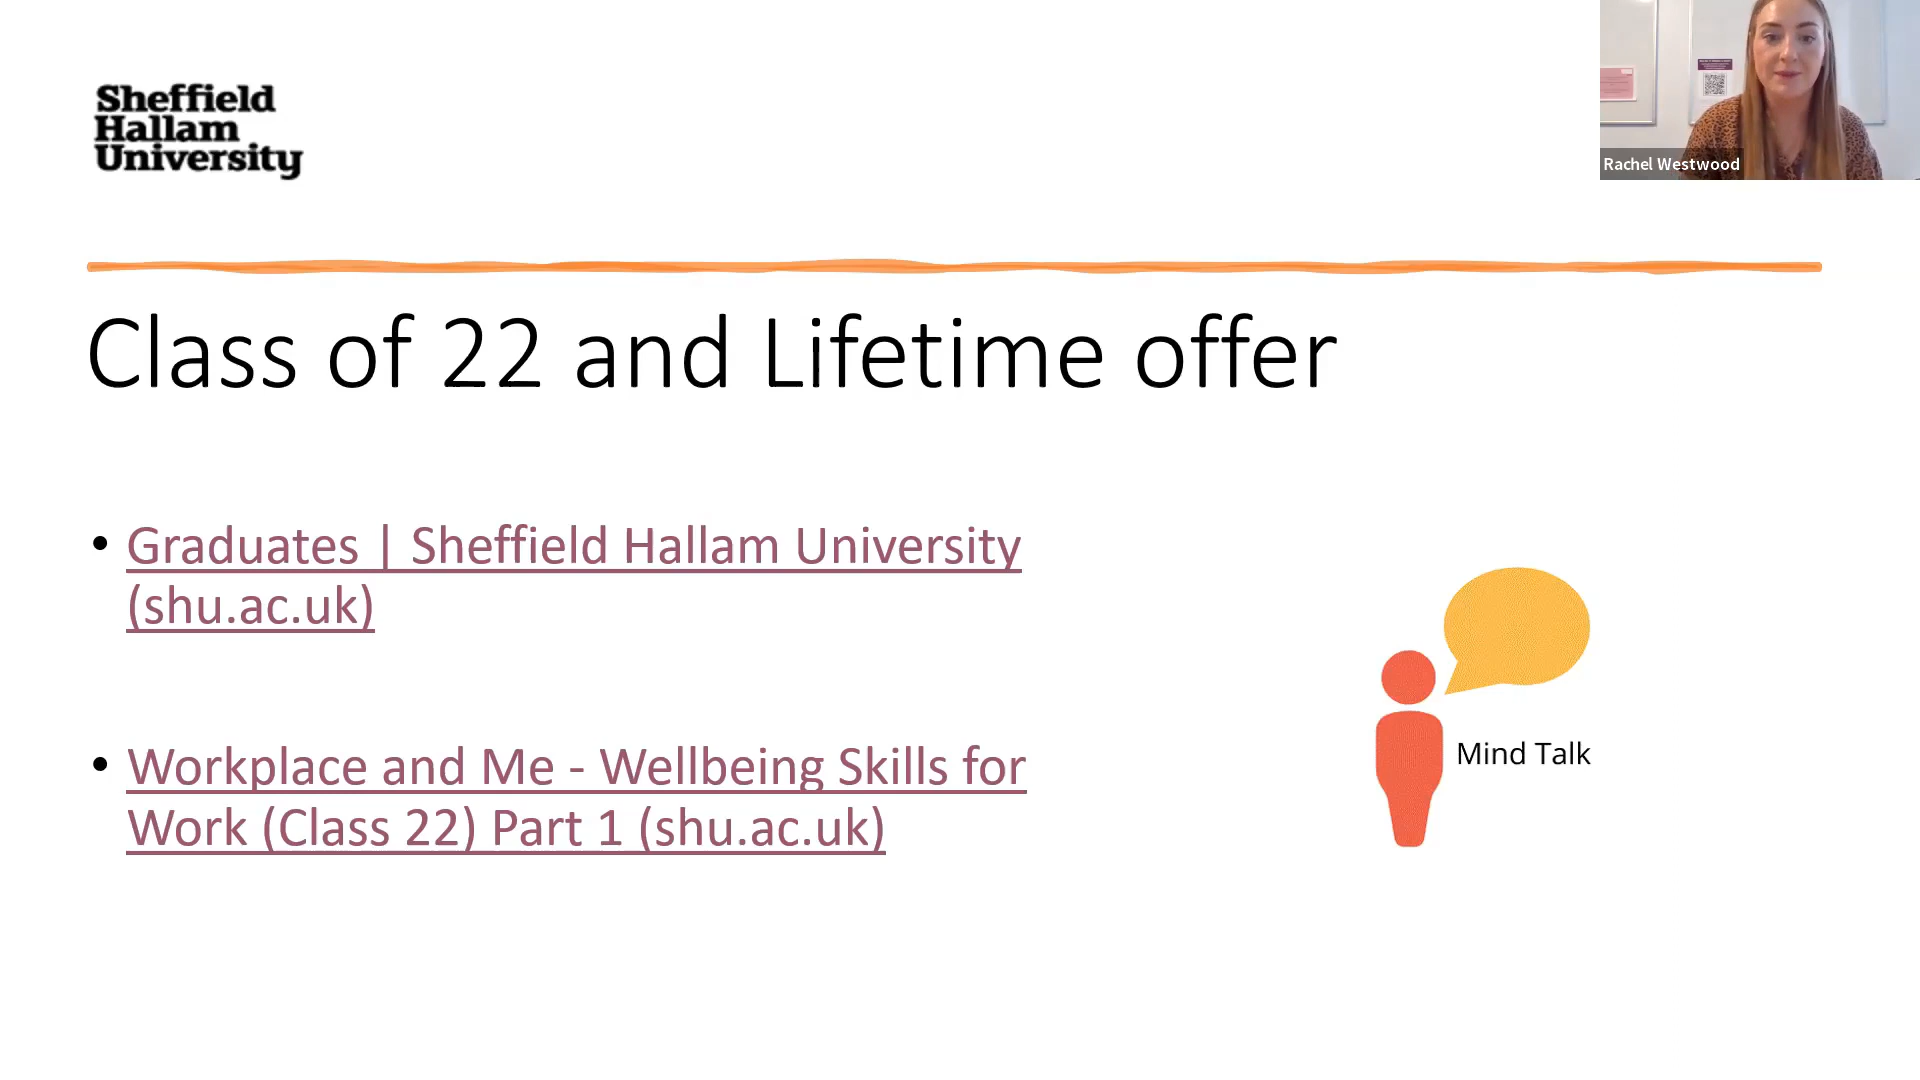 Sheffield
Hallam
University
Rachel Westwood
Class of 22 and Lifetime offer
• Graduates | Sheffield Hallam University
(shu.ac.uk)
• Workplace and Me - Wellbeing Skills for
Work (Class 22) Part 1 (shu.ac.uk)
Mind Talk